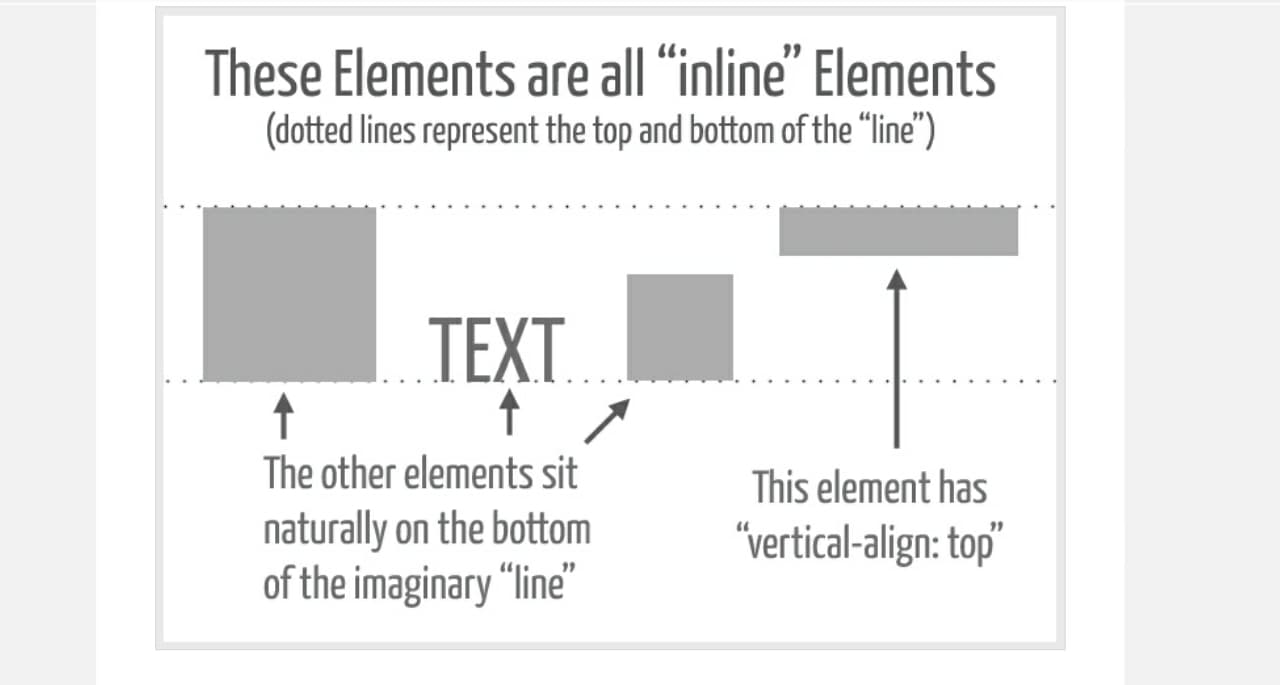 These Elements are all “inline” Elements
(dotted lines represent the top and bottom of the “line”)
TEXT
The other elements sit
naturally on the bottom
of the imaginary “line”
This element has
“vertical-align: top”